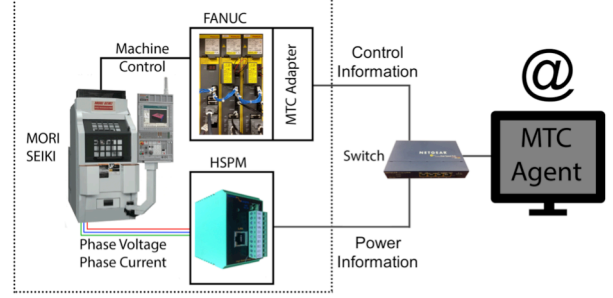 FANUC
Machine
Control
MTC Adapter
Control
Information
@
MORI
SEIKI
HSPM
Switch
NETGEAR
MTC
Agent
Phase Voltage
Phase Current
Power
Information